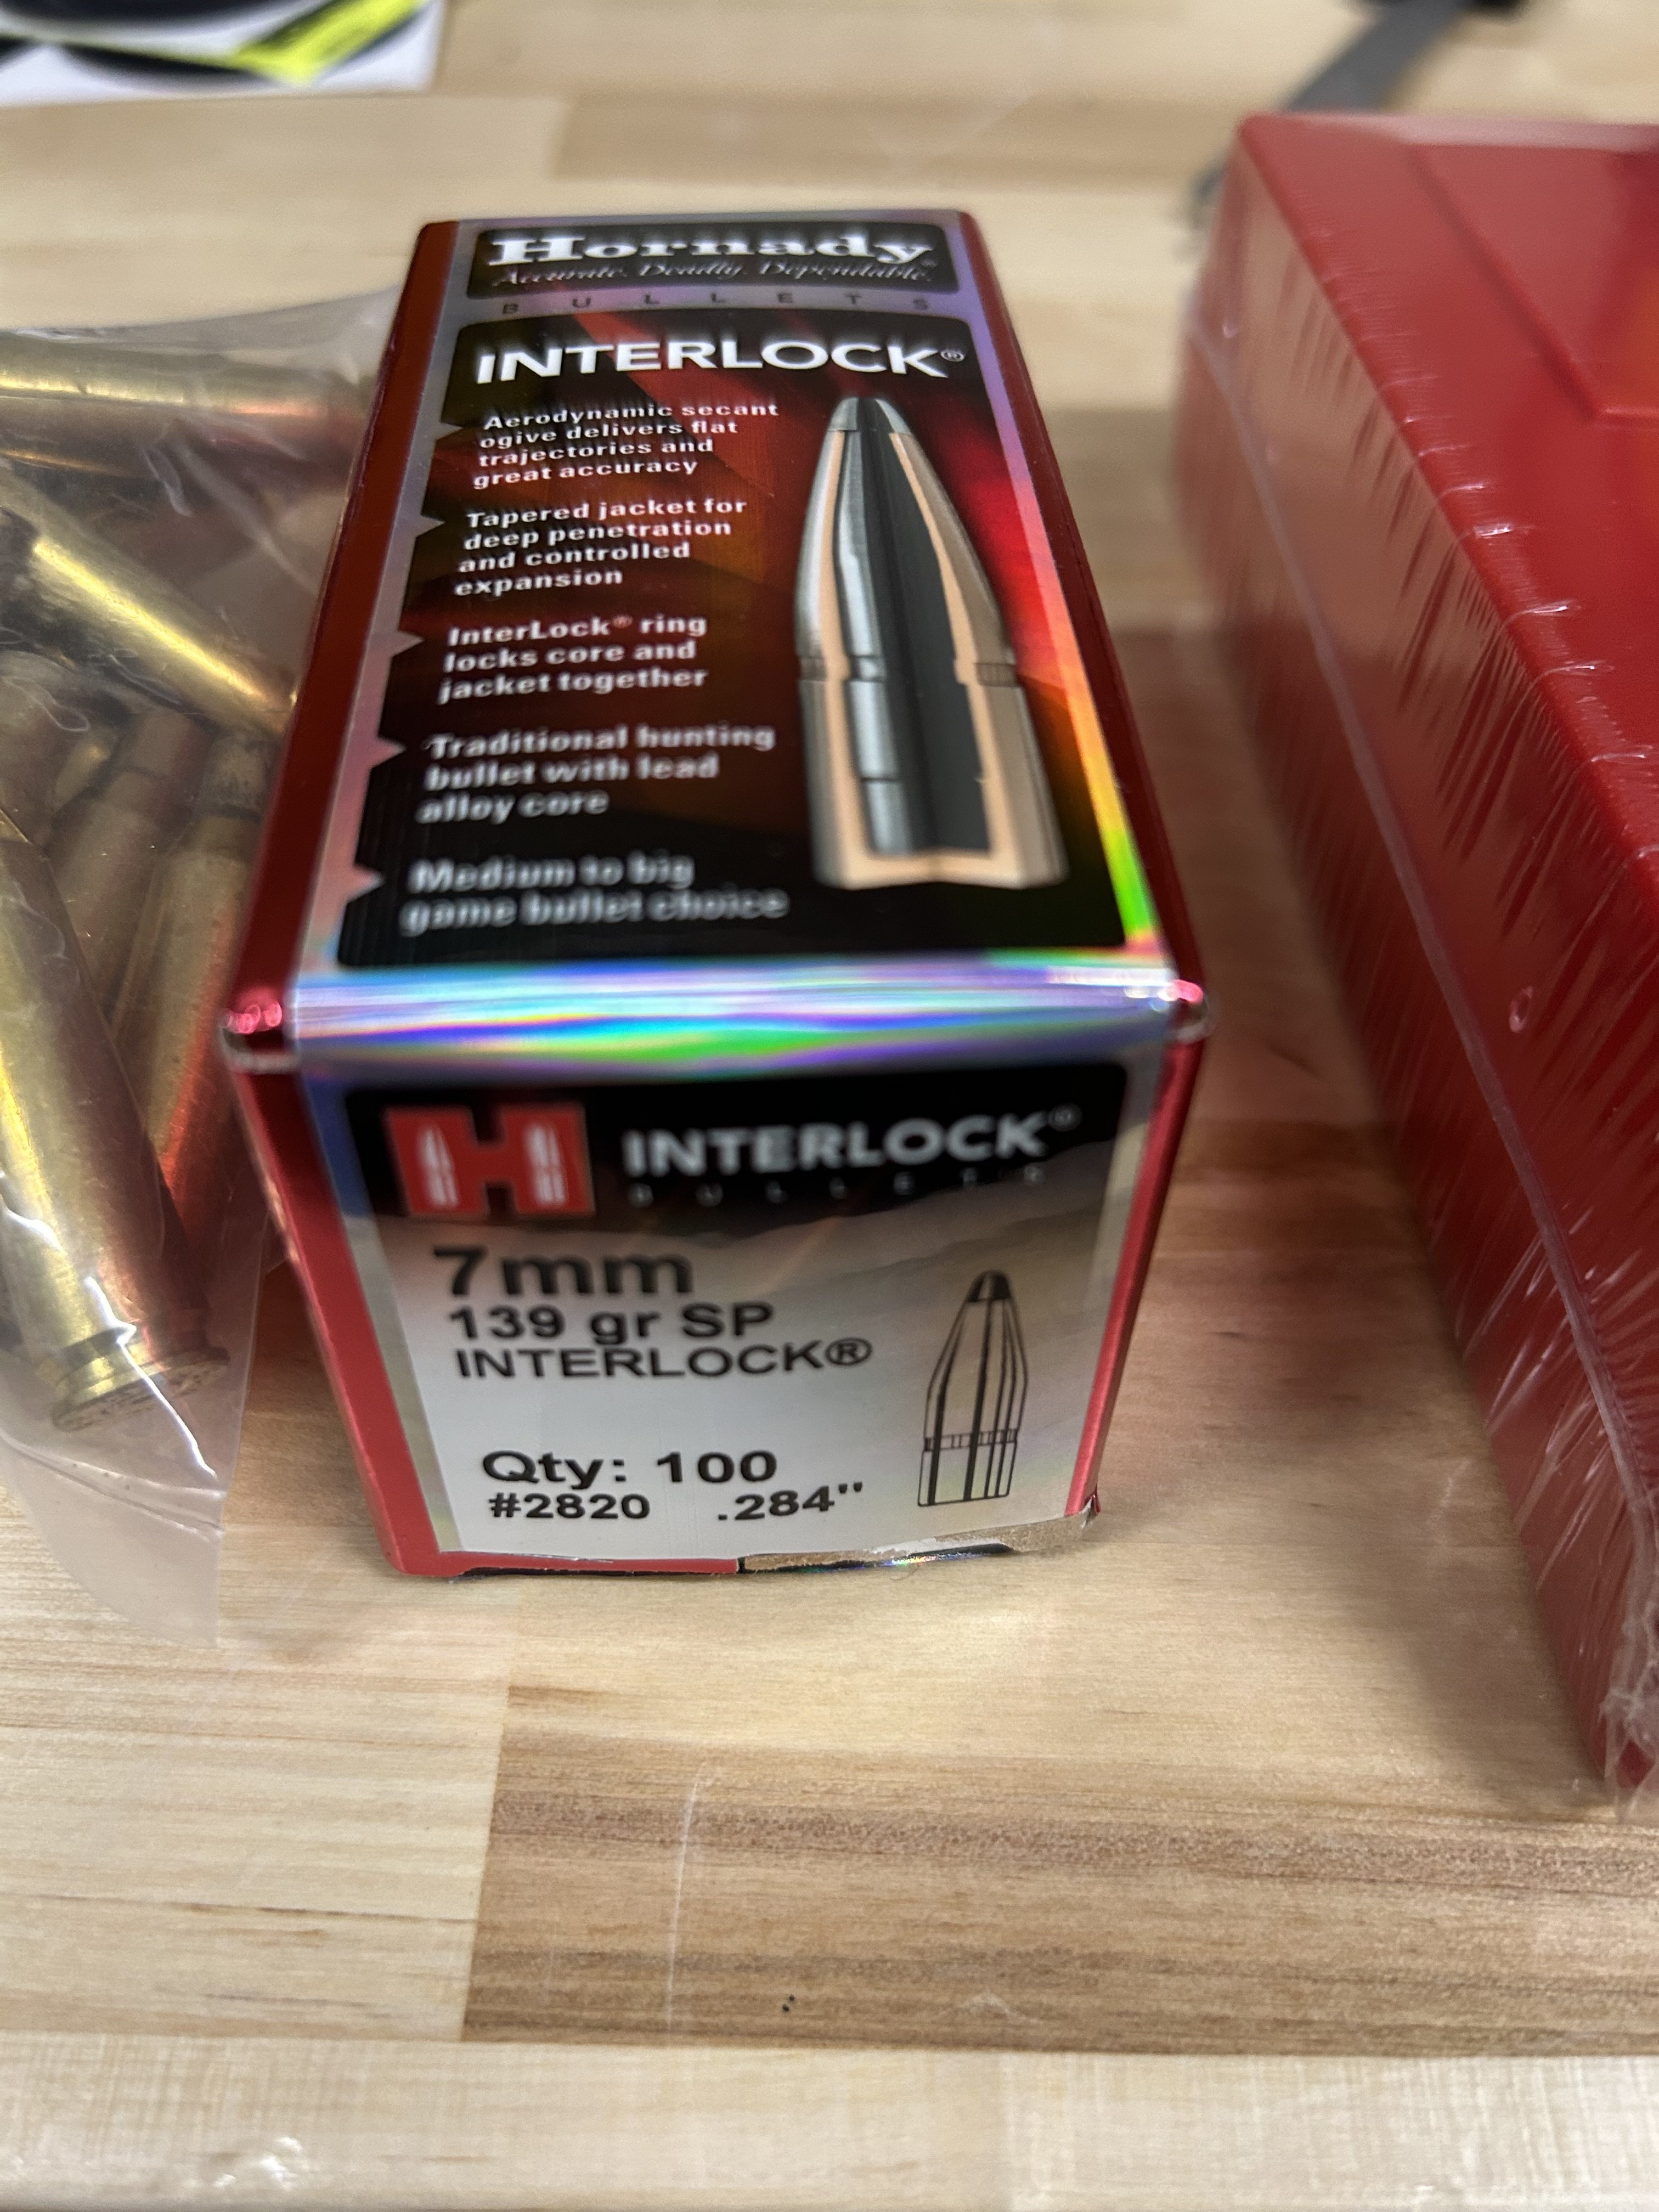 Hornady®
Accurate. Deadly. Dependable.
BULLETS
INTERLOCK®
Aerodynamic secant
ogive delivers flat
trajectories and
great accuracy
Tapered jacket for
deep penetration
and controlled
expansion
InterLock® ring
locks core and
jacket together
Traditional hunting
bullet with lead
alloy core
Medium to big
game bullet choice
H INTERLOCK®
BULLETS
7mm
139 gr SP
INTERLOCK®
Qty: 100
#2820 .284"